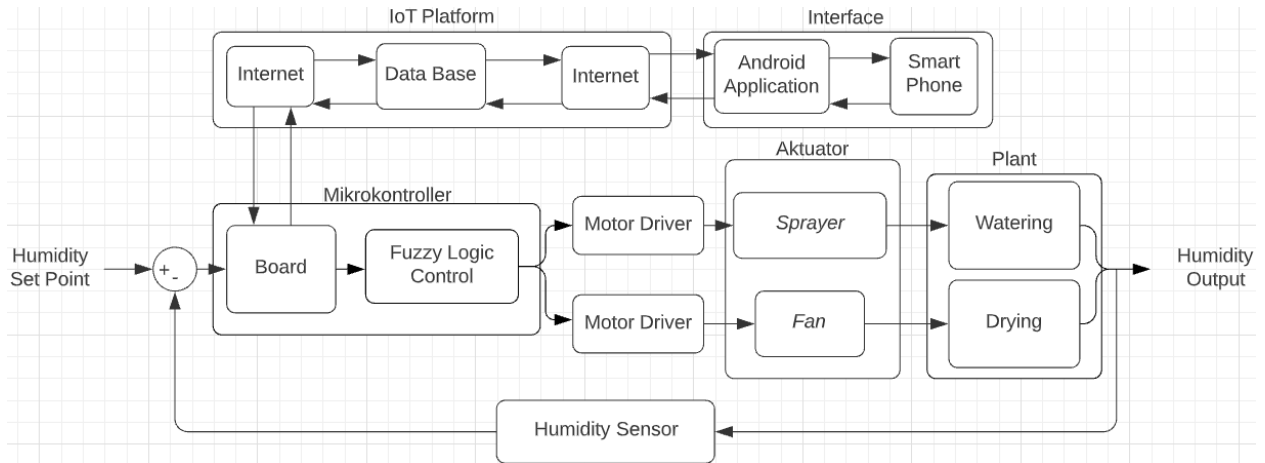 IoT Platform
Interface
Internet
Data Base
Internet
Android
Application
Smart
Phone
Aktuator
Plant
Mikrokontroller
Humidity
Set Point
+
-
Board
Fuzzy Logic
Control
Motor Driver
Sprayer
Watering
Motor Driver
Fan
Drying
Humidity
Output
Humidity Sensor